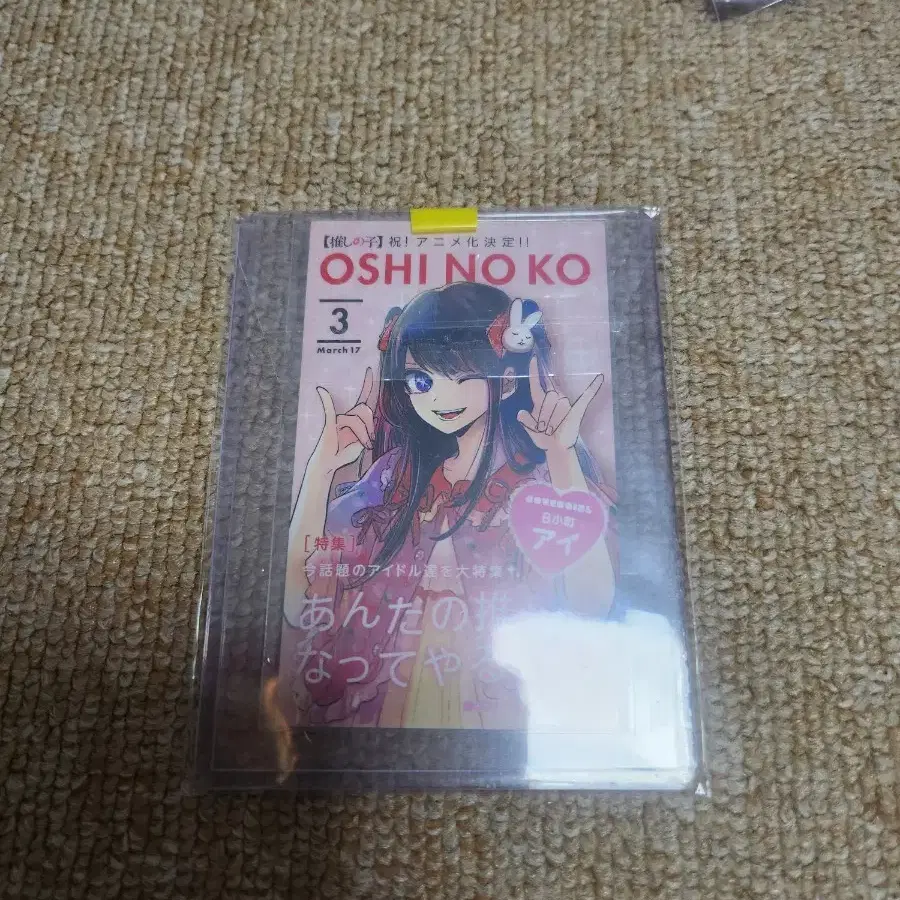 【推しの子】祝!アニメ化決定!!
OSHI NO KO
3
March 17
B小町
アイ
[特集]
今話題のアイドル達を大特集
あんたの推
なってやる